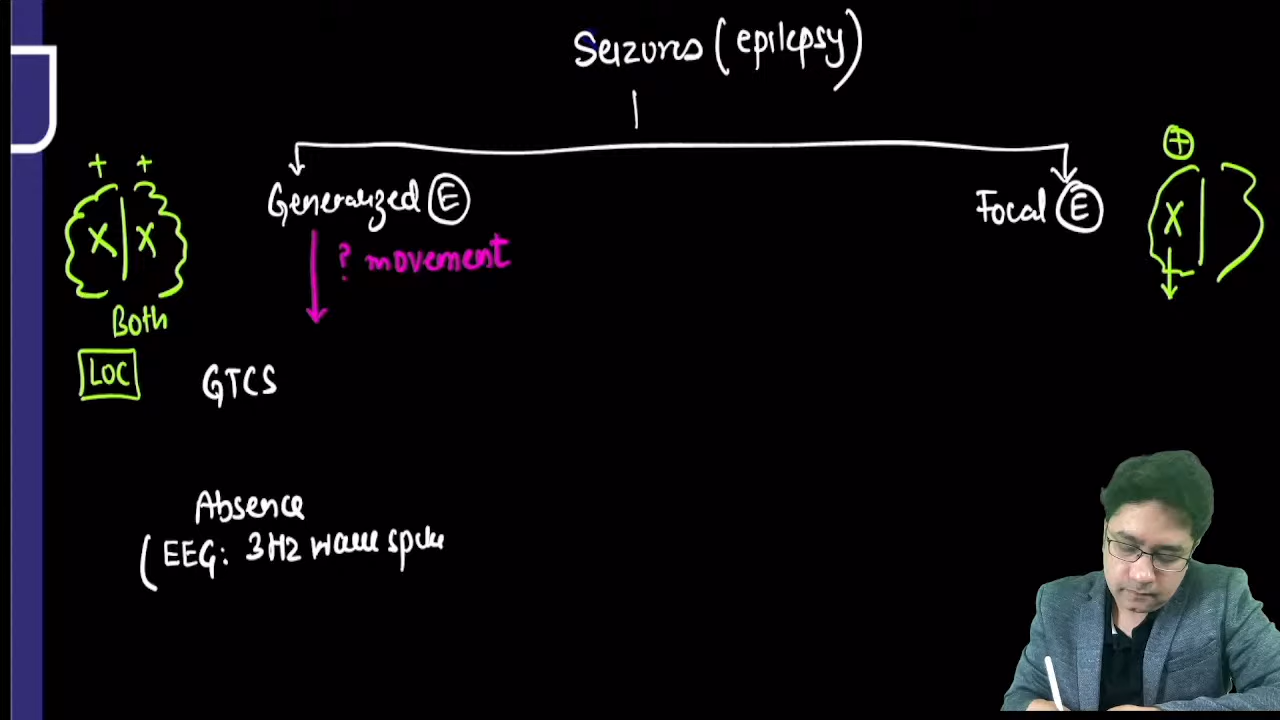 Seizures (epilepsy)
+ +
+
Generalized E
Focal E
X X
X
? movement
Both
LOC
GTCS
Absence
(EEG: 3Hz wave spike